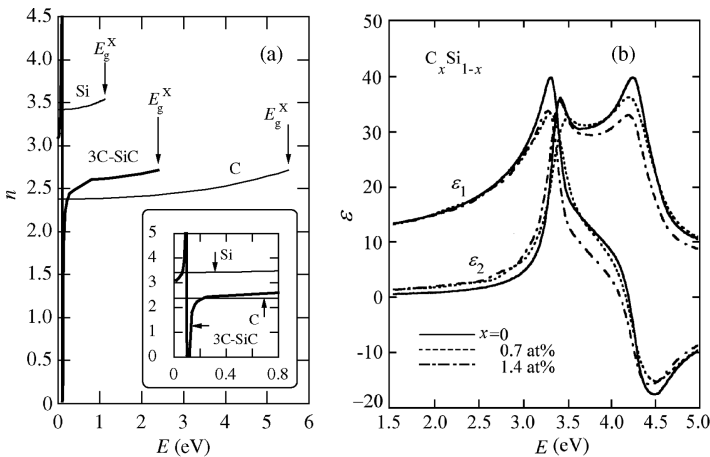 4.5
4.0
3.5
3.0
2.5
2.0
1.5
1.0
0.5
0
n
0 1 2 3 4 5 6
E (eV)
(a)
E_g^X
E_g^X
E_g^X
Si
3C-SiC
C
5
4
3
2
1
0
0 0.4 0.8
Si
C
3C-SiC
50
40
30
20
10
0
-10
-20
ε
1.5 2.0 2.5 3.0 3.5 4.0 4.5 5.0
E (eV)
C_xSi_{1-x}
(b)
ε_1
ε_2
x=0
0.7 at%
1.4 at%